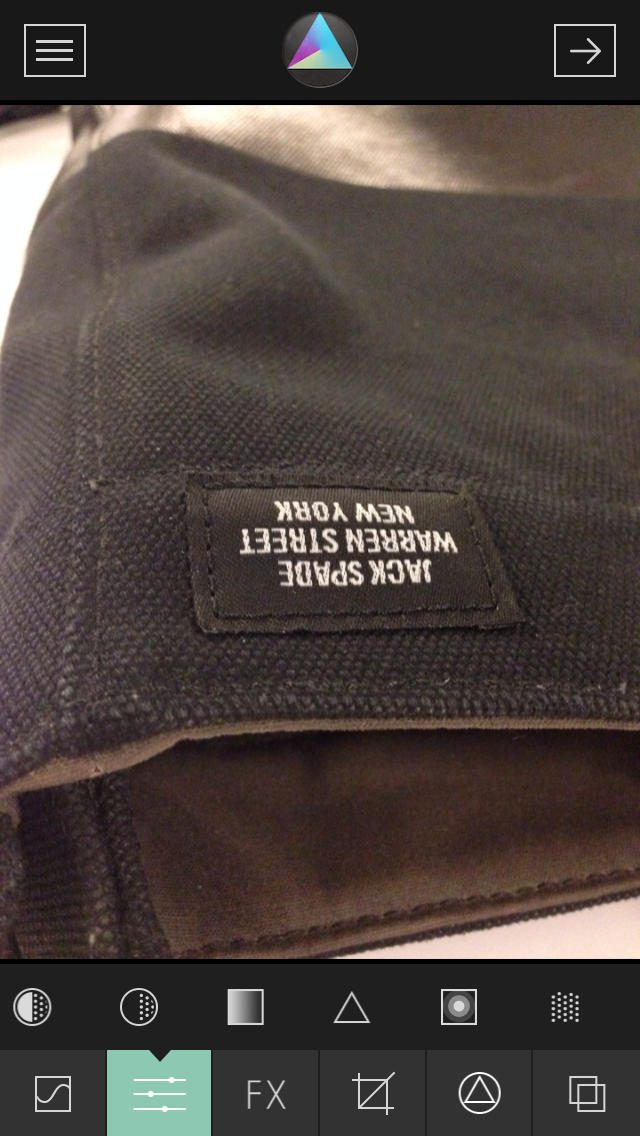 JACK SPADE
WARREN STREET
NEW YORK
FX